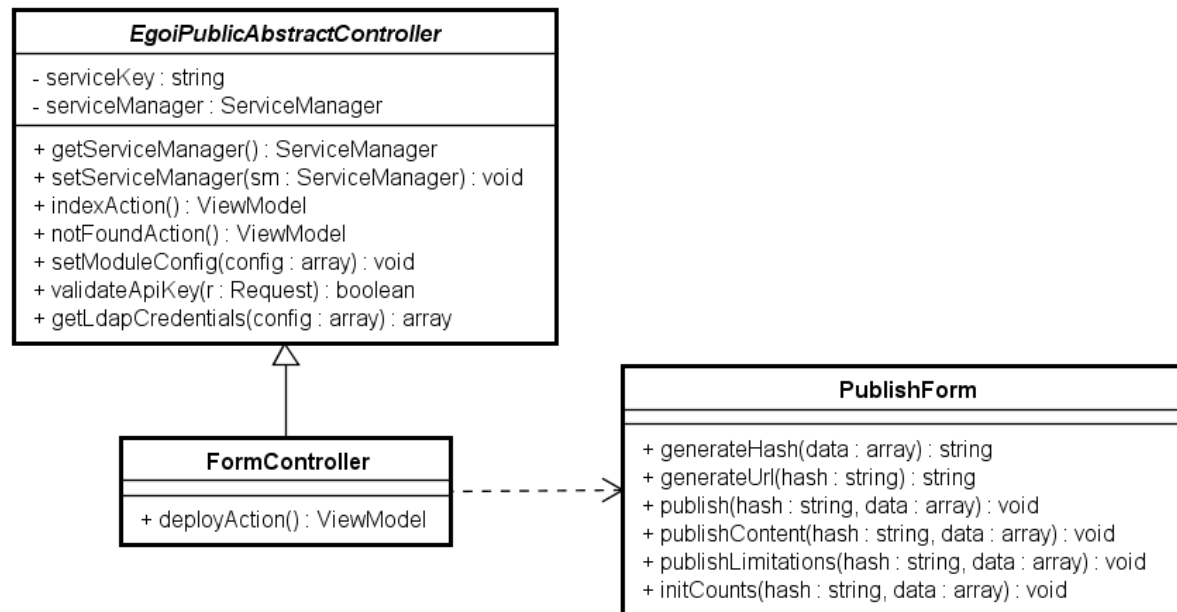 EgoiPublicAbstractController
- serviceKey : string
- serviceManager : ServiceManager
+ getServiceManager() : ServiceManager
+ setServiceManager(sm : ServiceManager) : void
+ indexAction() : ViewModel
+ notFoundAction() : ViewModel
+ setModuleConfig(config : array) : void
+ validateApiKey(r : Request) : boolean
+ getLdapCredentials(config : array) : array
FormController
+ deployAction() : ViewModel
PublishForm
+ generateHash(data : array) : string
+ generateUrl(hash : string) : string
+ publish(hash : string, data : array) : void
+ publishContent(hash : string, data : array) : void
+ publishLimitations(hash : string, data : array) : void
+ initCounts(hash : string, data : array) : void